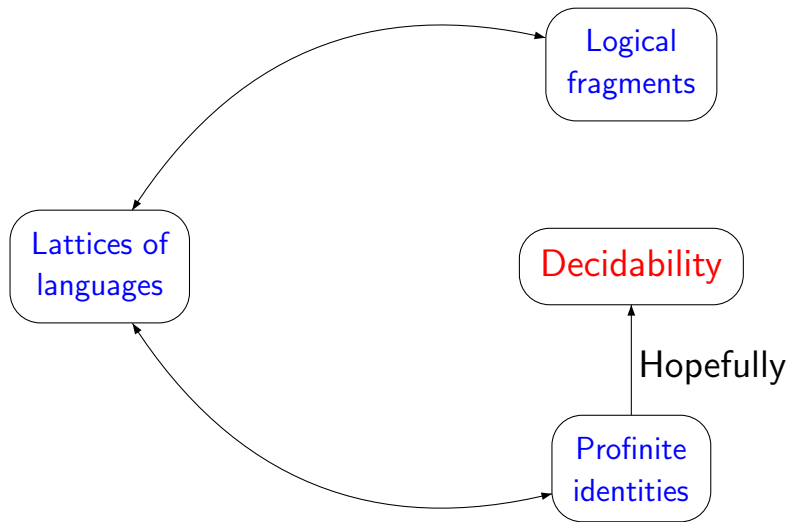 Logical
fragments
Lattices of
languages
Decidability
Hopefully
Profinite
identities